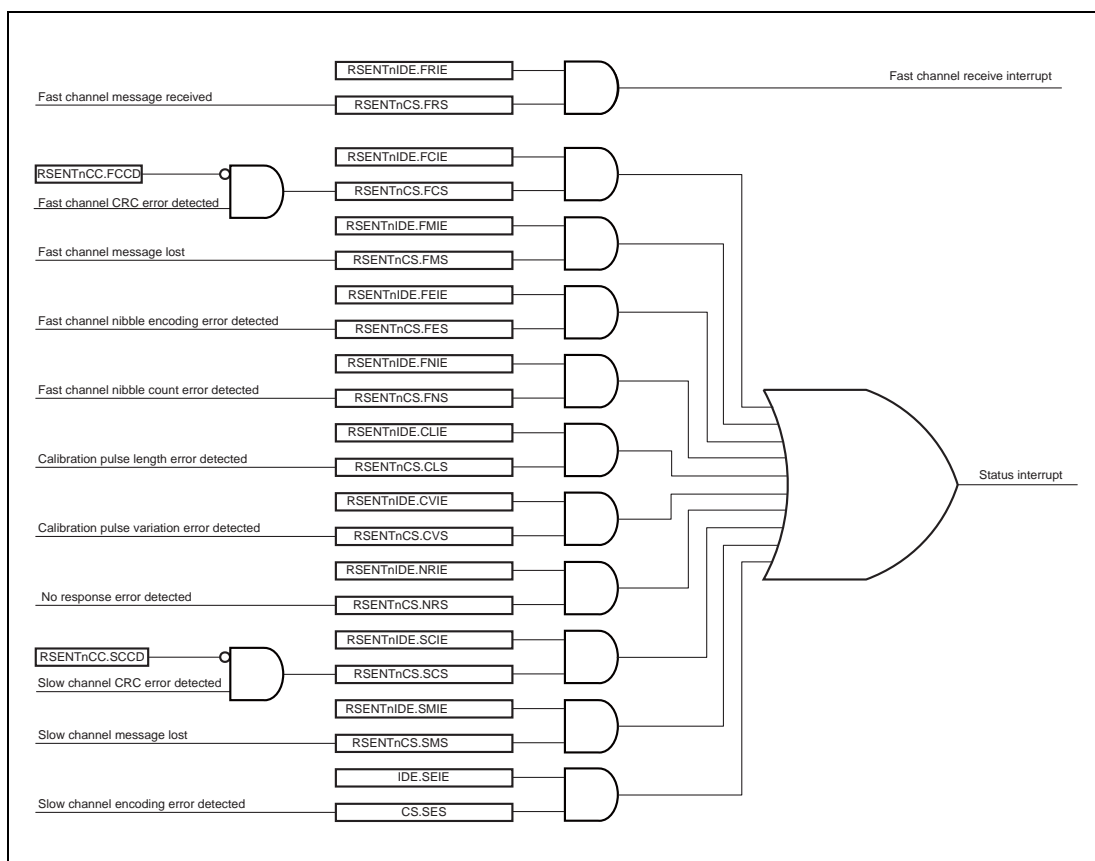 RSENTnIDE.FRIE
Fast channel receive interrupt
Fast channel message received
RSENTnCS.FRS
RSENTnIDE.FCIE
RSENTnCC.FCCD
RSENTnCS.FCS
Fast channel CRC error detected
RSENTnIDE.FMIE
Fast channel message lost
RSENTnCS.FMS
RSENTnIDE.FEIE
Fast channel nibble encoding error detected
RSENTnCS.FES
RSENTnIDE.FNIE
Fast channel nibble count error detected
RSENTnCS.FNS
RSENTnIDE.CLIE
Calibration pulse length error detected
RSENTnCS.CLS
Status interrupt
RSENTnIDE.CVIE
Calibration pulse variation error detected
RSENTnCS.CVS
RSENTnIDE.NRIE
No response error detected
RSENTnCS.NRS
RSENTnIDE.SCIE
RSENTnCC.SCCD
RSENTnCS.SCS
Slow channel CRC error detected
RSENTnIDE.SMIE
Slow channel message lost
RSENTnCS.SMS
IDE.SEIE
Slow channel encoding error detected
CS.SES